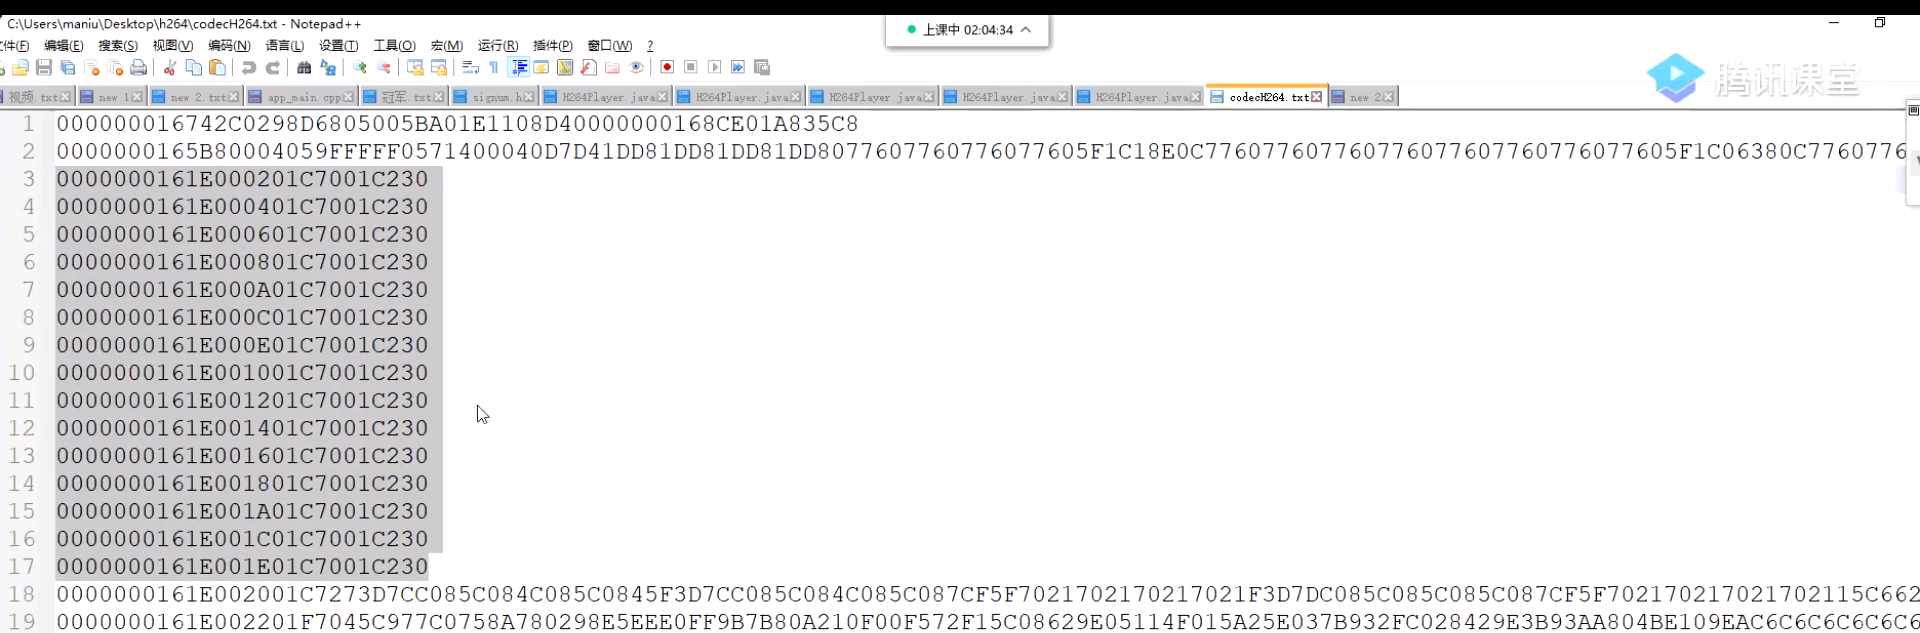 C:\Users\maniu\Desktop\h264\codecH264.txt - Notepad++
上课中 02:04:34
件(F) 编辑(E) 搜索(S) 视图(V) 编码(N) 语言(L) 设置(T) 工具(O) 宏(M) 运行(R) 插件(P) 窗口(W) ?
腾讯课堂
视频.txt new 1 new 2.txt app_main.cpp 冠军.txt signum.h H264Player.java H264Player.java H264Player.java H264Player.java H264Player.java codecH264.txt new 2
1 000000016742C0298D6805005BA01E1108D40000000168CE01A835C8
2 0000000165B80004059FFFFF0571400040D7D41DD81DD81DD81DD807760776077607760​5F1C18E0C7760776077607760776077607760776​05F1C06380C7760776
3 0000000161E000201C7001C230
4 0000000161E000401C7001C230
5 0000000161E000601C7001C230
6 0000000161E000801C7001C230
7 0000000161E000A01C7001C230
8 0000000161E000C01C7001C230
9 0000000161E000E01C7001C230
10 0000000161E001001C7001C230
11 0000000161E001201C7001C230
12 0000000161E001401C7001C230
13 0000000161E001601C7001C230
14 0000000161E001801C7001C230
15 0000000161E001A01C7001C230
16 0000000161E001C01C7001C230
17 0000000161E001E01C7001C230
18 0000000161E002001C7273D7CC085C084C085C0845F3D7CC085C084C085C087CF5F7021702170217021F3D7DC085C085C085C087CF5F702170217021702115C662
19 0000000161E002201F7045C977C0758A780298E5EEE0FF9B7B80A210F00F572F15C08629E05114F015A25E037B932FC028429E3B93AA804BE109EAC6C6C6C6C6C6